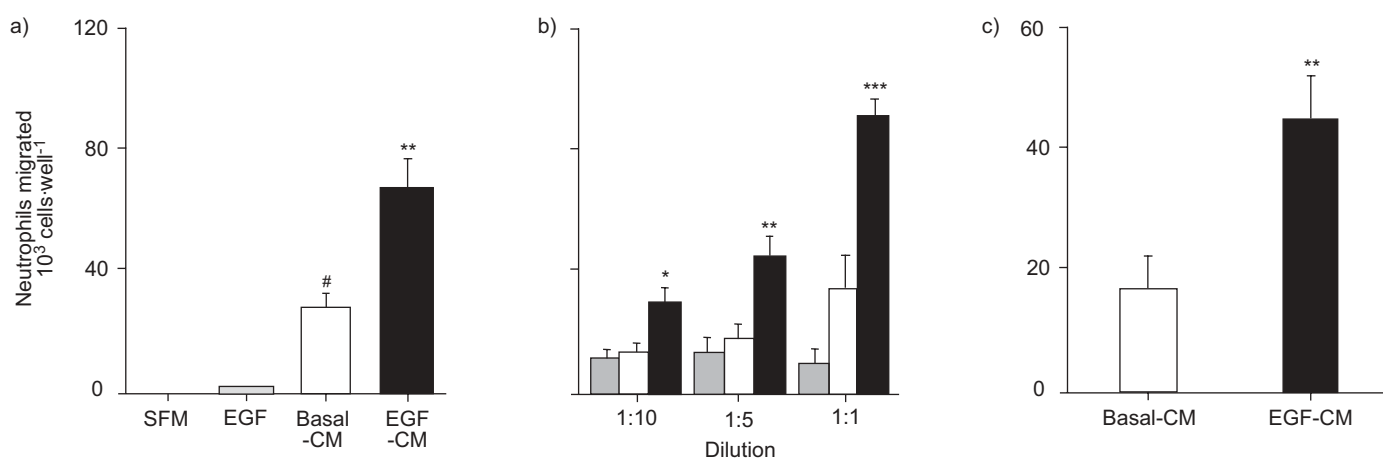 a)
Neutrophils migrated
10³ cells·well⁻¹
120
80
40
0
#
**
SFM
EGF
Basal
-CM
EGF
-CM
b)
*
**
***
1:10
1:5
1:1
Dilution
c)
60
40
20
0
**
Basal-CM
EGF-CM